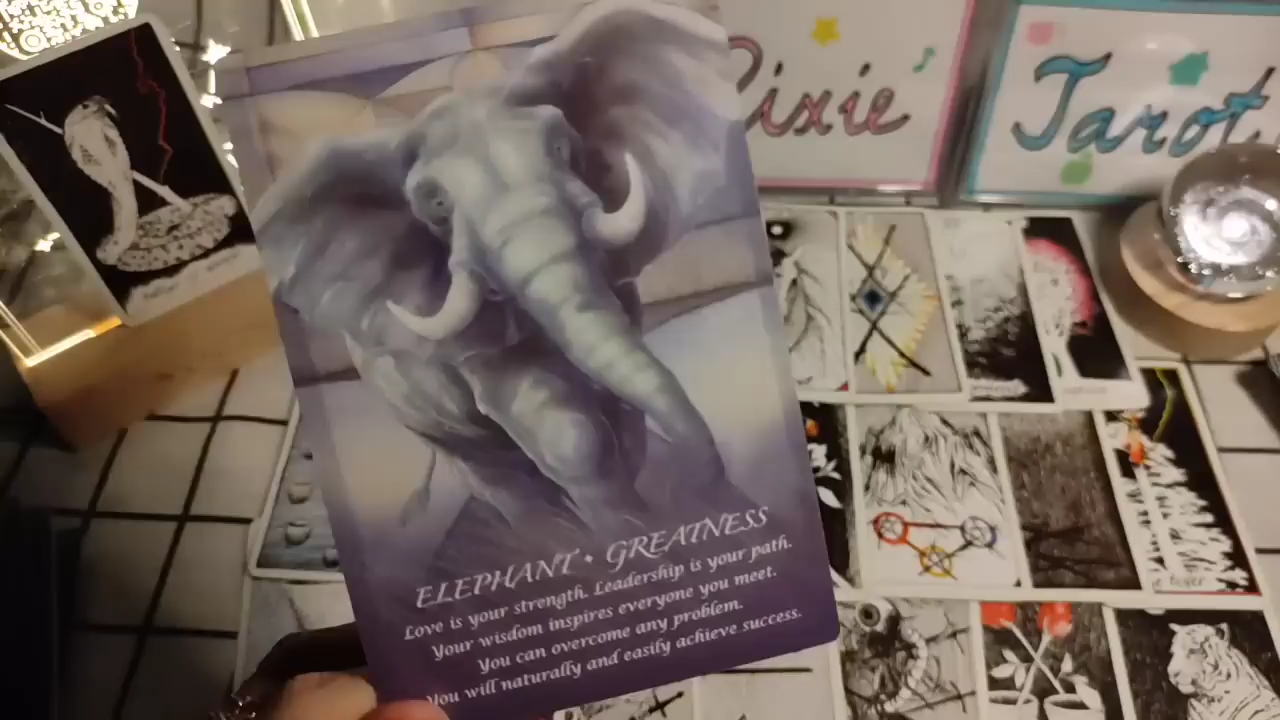 Pixie
Tarot
ELEPHANT • GREATNESS
Love is your strength. Leadership is your path.
Your wisdom inspires everyone you meet.
You can overcome any problem.
You will naturally and easily achieve success.